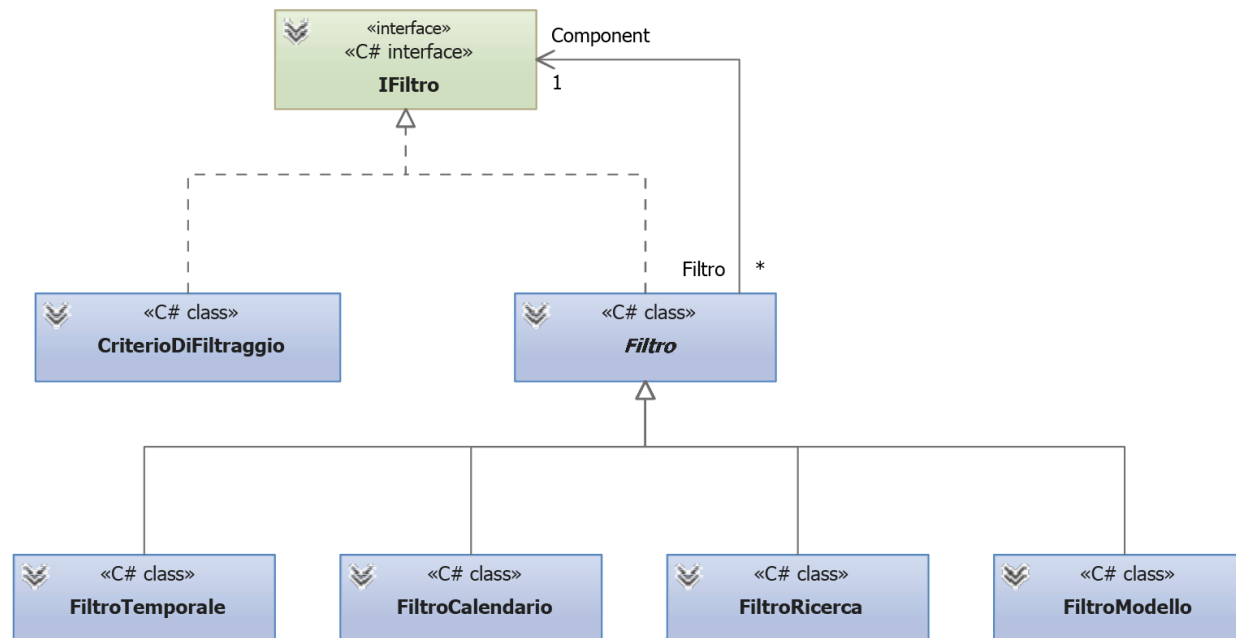 «interface»
«C# interface»
IFiltro
Component
1
Filtro
*
«C# class»
CriterioDiFiltraggio
«C# class»
Filtro
«C# class»
FiltroTemporale
«C# class»
FiltroCalendario
«C# class»
FiltroRicerca
«C# class»
FiltroModello